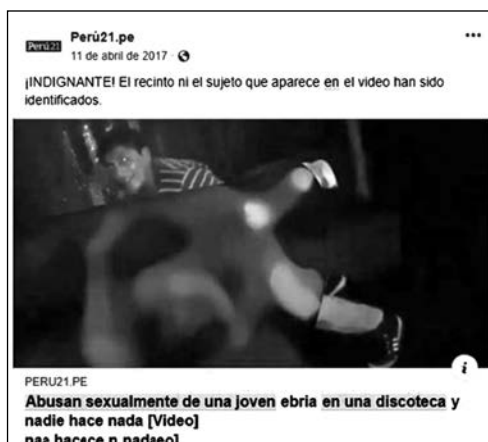 Perú21.pe
Perú21
11 de abril de 2017
¡INDIGNANTE! El recinto ni el sujeto que aparece en el video han sido
identificados.
i
PERU21.PE
Abusan sexualmente de una joven ebria en una discoteca y
nadie hace nada [Video]